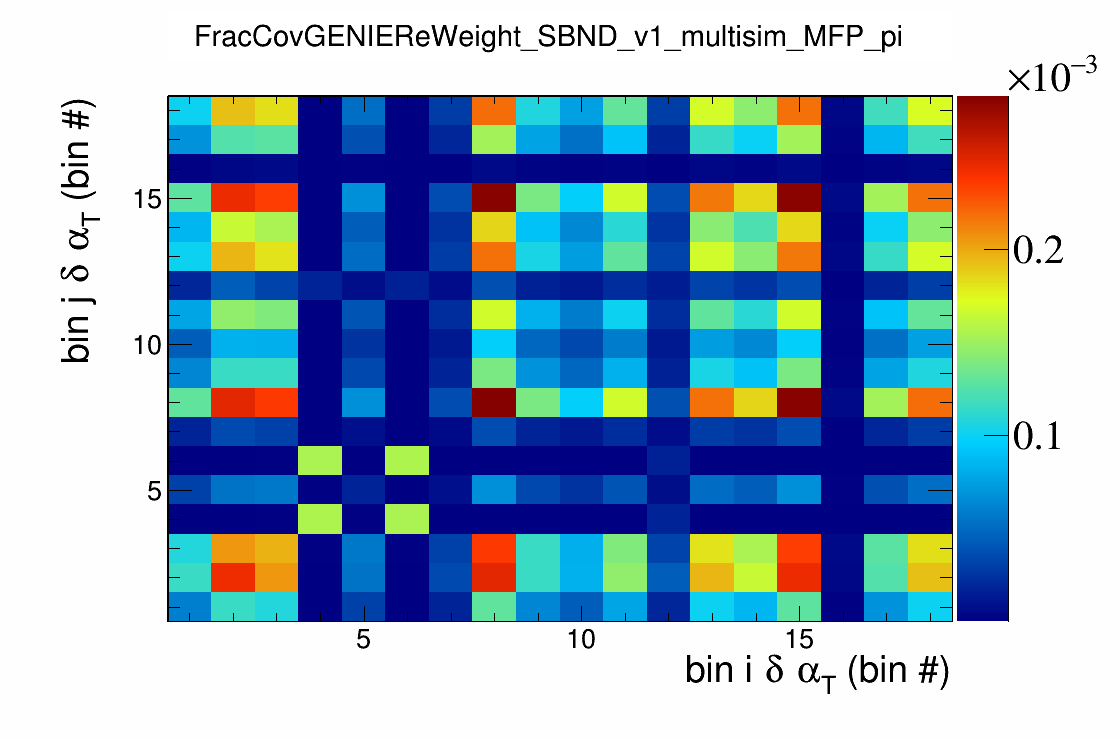 FracCovGENIEReWeight_SBND_v1_multisim_MFP_pi
×10⁻³
bin j δ α_T (bin #)
15
10
5
0.2
0.1
5 10 15
bin i δ α_T (bin #)